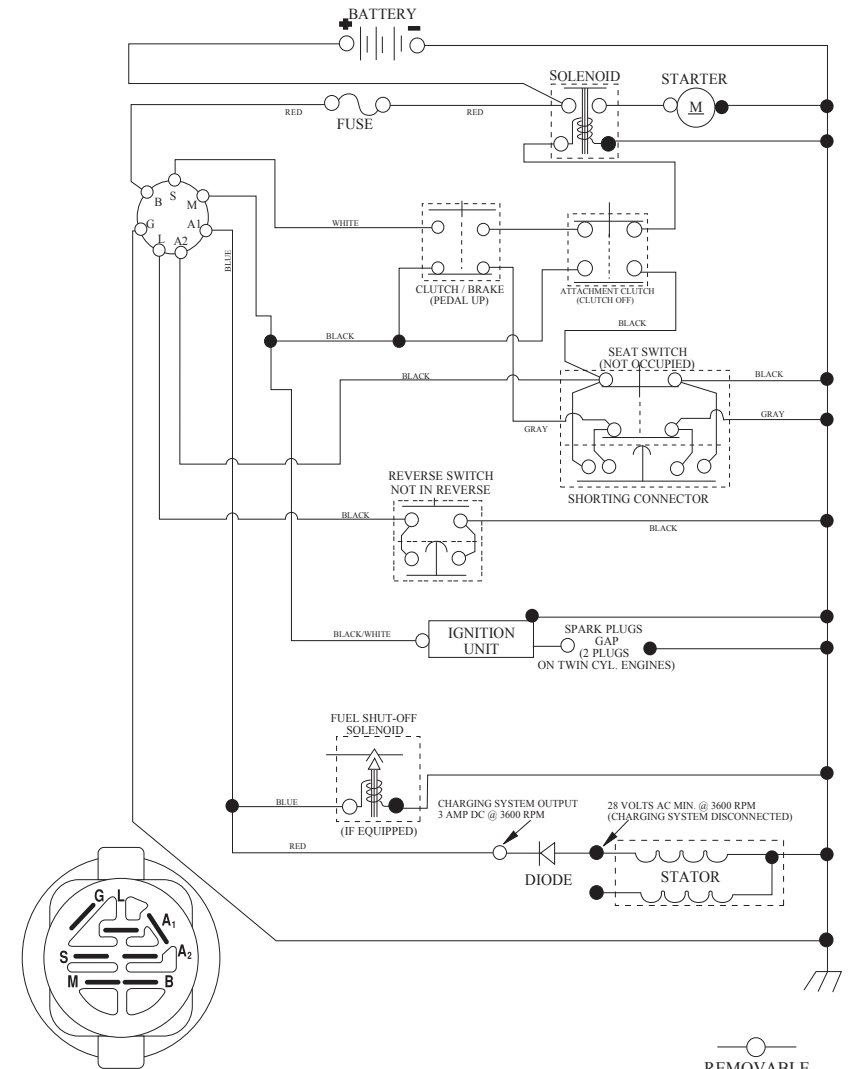 BATTERY
SOLENOID
STARTER
M
RED
FUSE
RED
B
S
M
G
A1
L
A2
WHITE
BLUE
CLUTCH / BRAKE
(PEDAL UP)
ATTACHMENT CLUTCH
(CLUTCH OFF)
BLACK
BLACK
SEAT SWITCH
(NOT OCCUPIED)
BLACK
BLACK
GRAY
GRAY
SHORTING CONNECTOR
REVERSE SWITCH
NOT IN REVERSE
BLACK
BLACK
BLACK/WHITE
IGNITION
UNIT
SPARK PLUGS
GAP
(2 PLUGS
ON TWIN CYL. ENGINES)
FUEL SHUT-OFF
SOLENOID
BLUE
(IF EQUIPPED)
CHARGING SYSTEM OUTPUT
3 AMP DC @ 3600 RPM
28 VOLTS AC MIN. @ 3600 RPM
(CHARGING SYSTEM DISCONNECTED)
RED
DIODE
STATOR
G
L
A1
A2
S
M
B
REMOVABLE